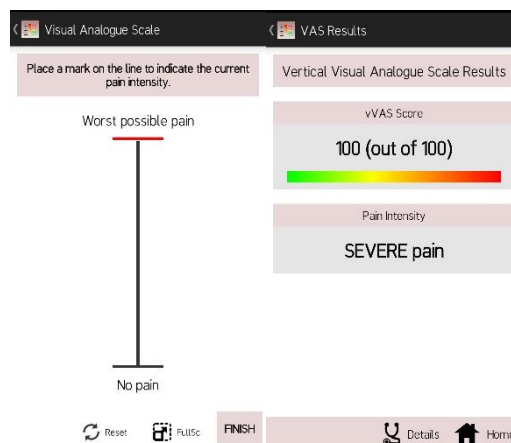 Visual Analogue Scale
Place a mark on the line to indicate the current
pain intensity.
Worst possible pain
No pain
Reset
FullSc
FINISH
VAS Results
Vertical Visual Analogue Scale Results
vVAS Score
100 (out of 100)
Pain Intensity
SEVERE pain
Details
Home